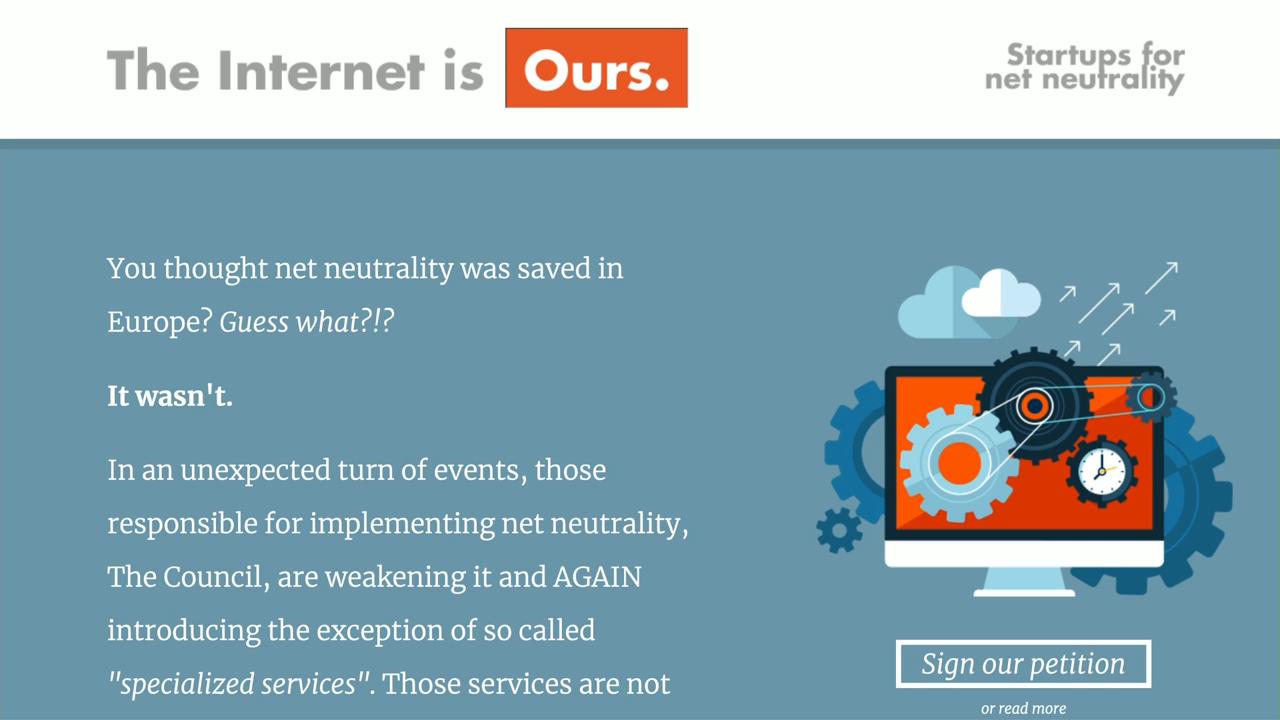 The Internet is Ours.
Startups for
net neutrality
You thought net neutrality was saved in
Europe? Guess what?!?
It wasn't.
In an unexpected turn of events, those
responsible for implementing net neutrality,
The Council, are weakening it and AGAIN
introducing the exception of so called
"specialized services". Those services are not
Sign our petition
or read more